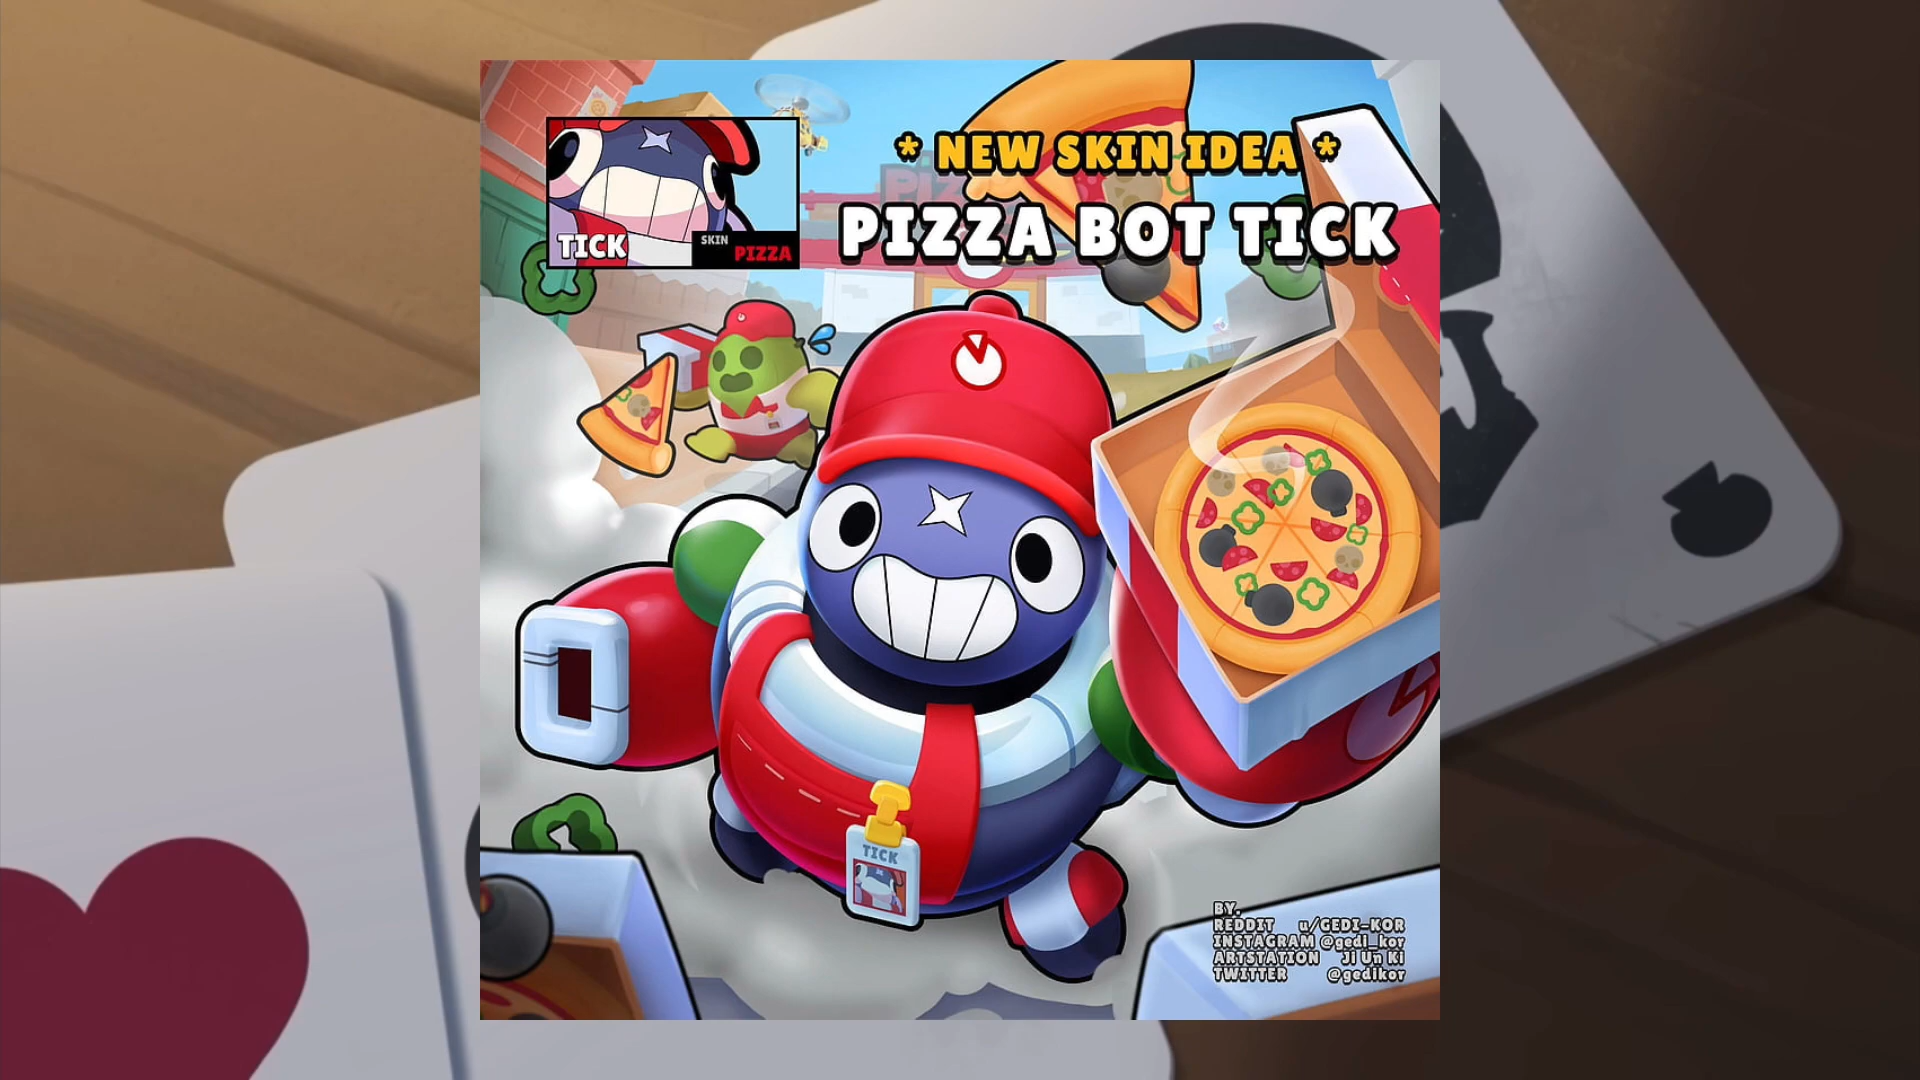 * NEW SKIN IDEA *
PIZZA BOT TICK
TICK
SKIN
PIZZA
PIZ
TICK
BY.
REDDIT u/GEDI-KOR
INSTAGRAM @gedi_kor
ARTSTATION Ji Un Ki
TWITTER @gedikor